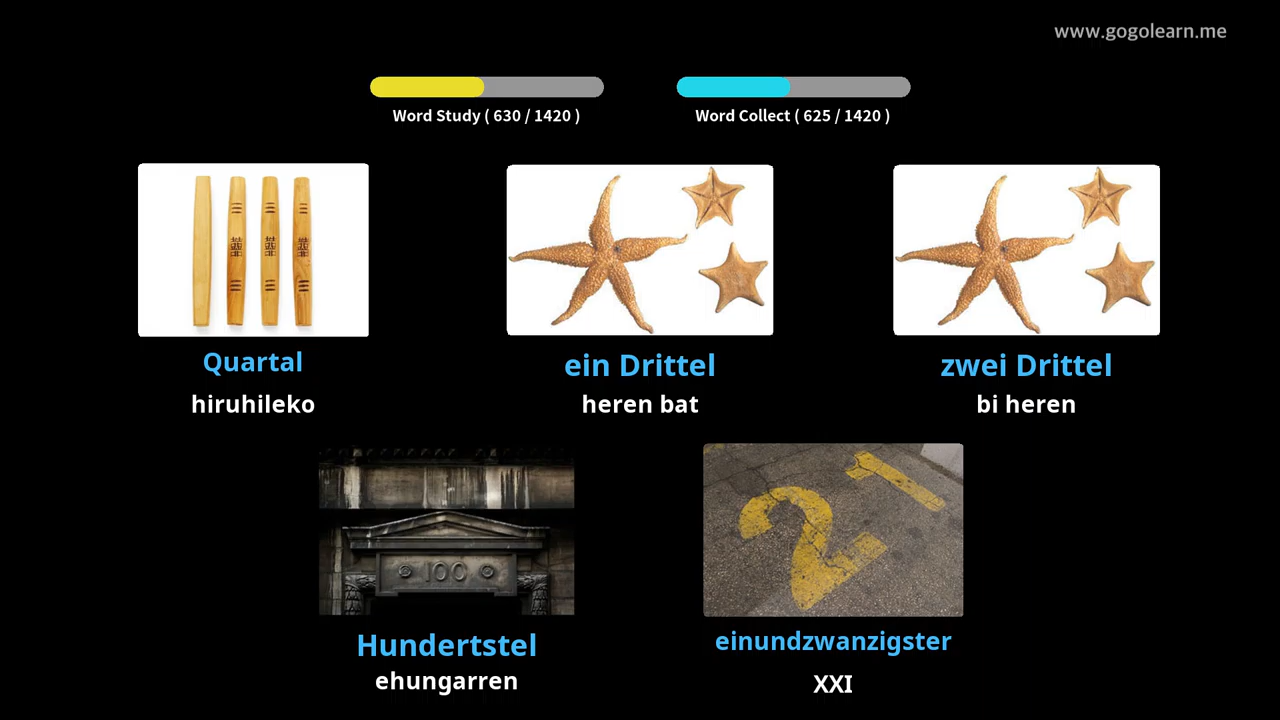 www.gogolearn.me
Word Study ( 630 / 1420 )
Word Collect ( 625 / 1420 )
Quartal
hiruhileko
ein Drittel
heren bat
zwei Drittel
bi heren
100
21
Hundertstel
ehungarren
einundzwanzigster
XXI